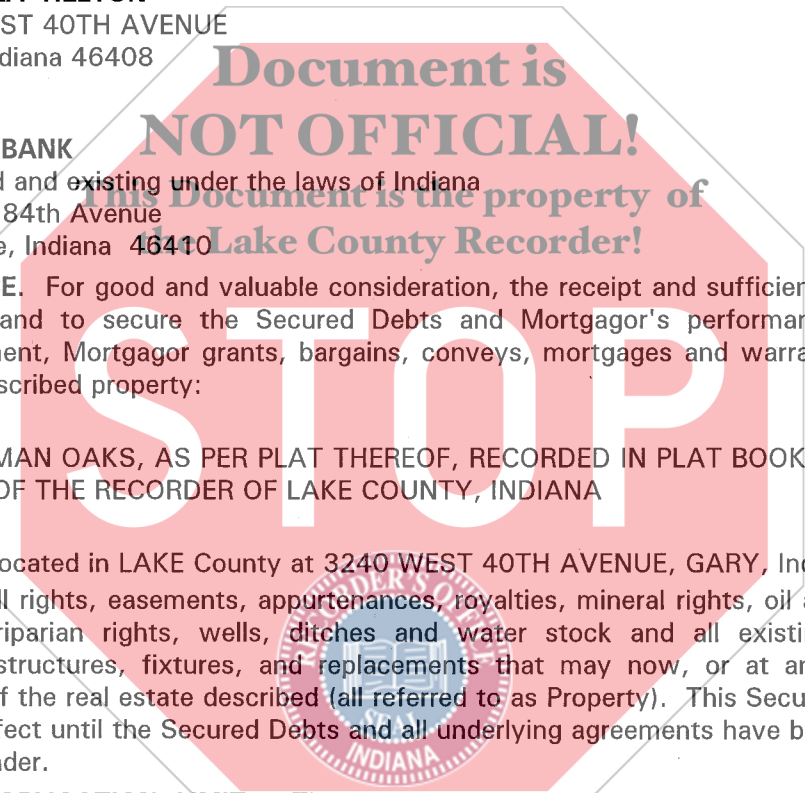 ST 40TH AVENUE
diana 46408
Document is
NOT OFFICIAL!
BANK
d and existing under the laws of Indiana
This Document is the property of
84th Avenue
the Lake County Recorder!
e, Indiana 46410
E. For good and valuable consideration, the receipt and sufficien
and to secure the Secured Debts and Mortgagor's performan
nent, Mortgagor grants, bargains, conveys, mortgages and warra
scribed property:
STOP
MAN OAKS, AS PER PLAT THEREOF, RECORDED IN PLAT BOOK
OF THE RECORDER OF LAKE COUNTY, INDIANA
ocated in LAKE County at 3240 WEST 40TH AVENUE, GARY, Ind
ll rights, easements, appurtenances, royalties, mineral rights, oil a
riparian rights, wells, ditches and water stock and all existin
structures, fixtures, and replacements that may now, or at an
f the real estate described (all referred to as Property). This Secu
fect until the Secured Debts and all underlying agreements have b
nder.
RECORDER'S OFFICE
SEAL
INDIANA